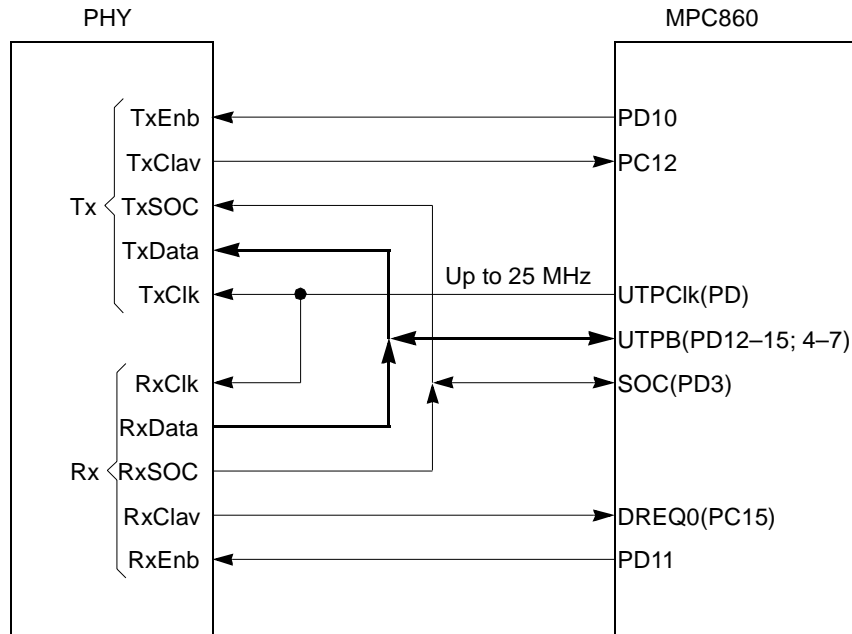 PHY MPC860
TxEnb PD10
TxClav PC12
Tx TxSOC
TxData
Up to 25 MHz
TxClk UTPClk(PD)
UTPB(PD12–15; 4–7)
RxClk SOC(PD3)
RxData
Rx RxSOC
RxClav DREQ0(PC15)
RxEnb PD11